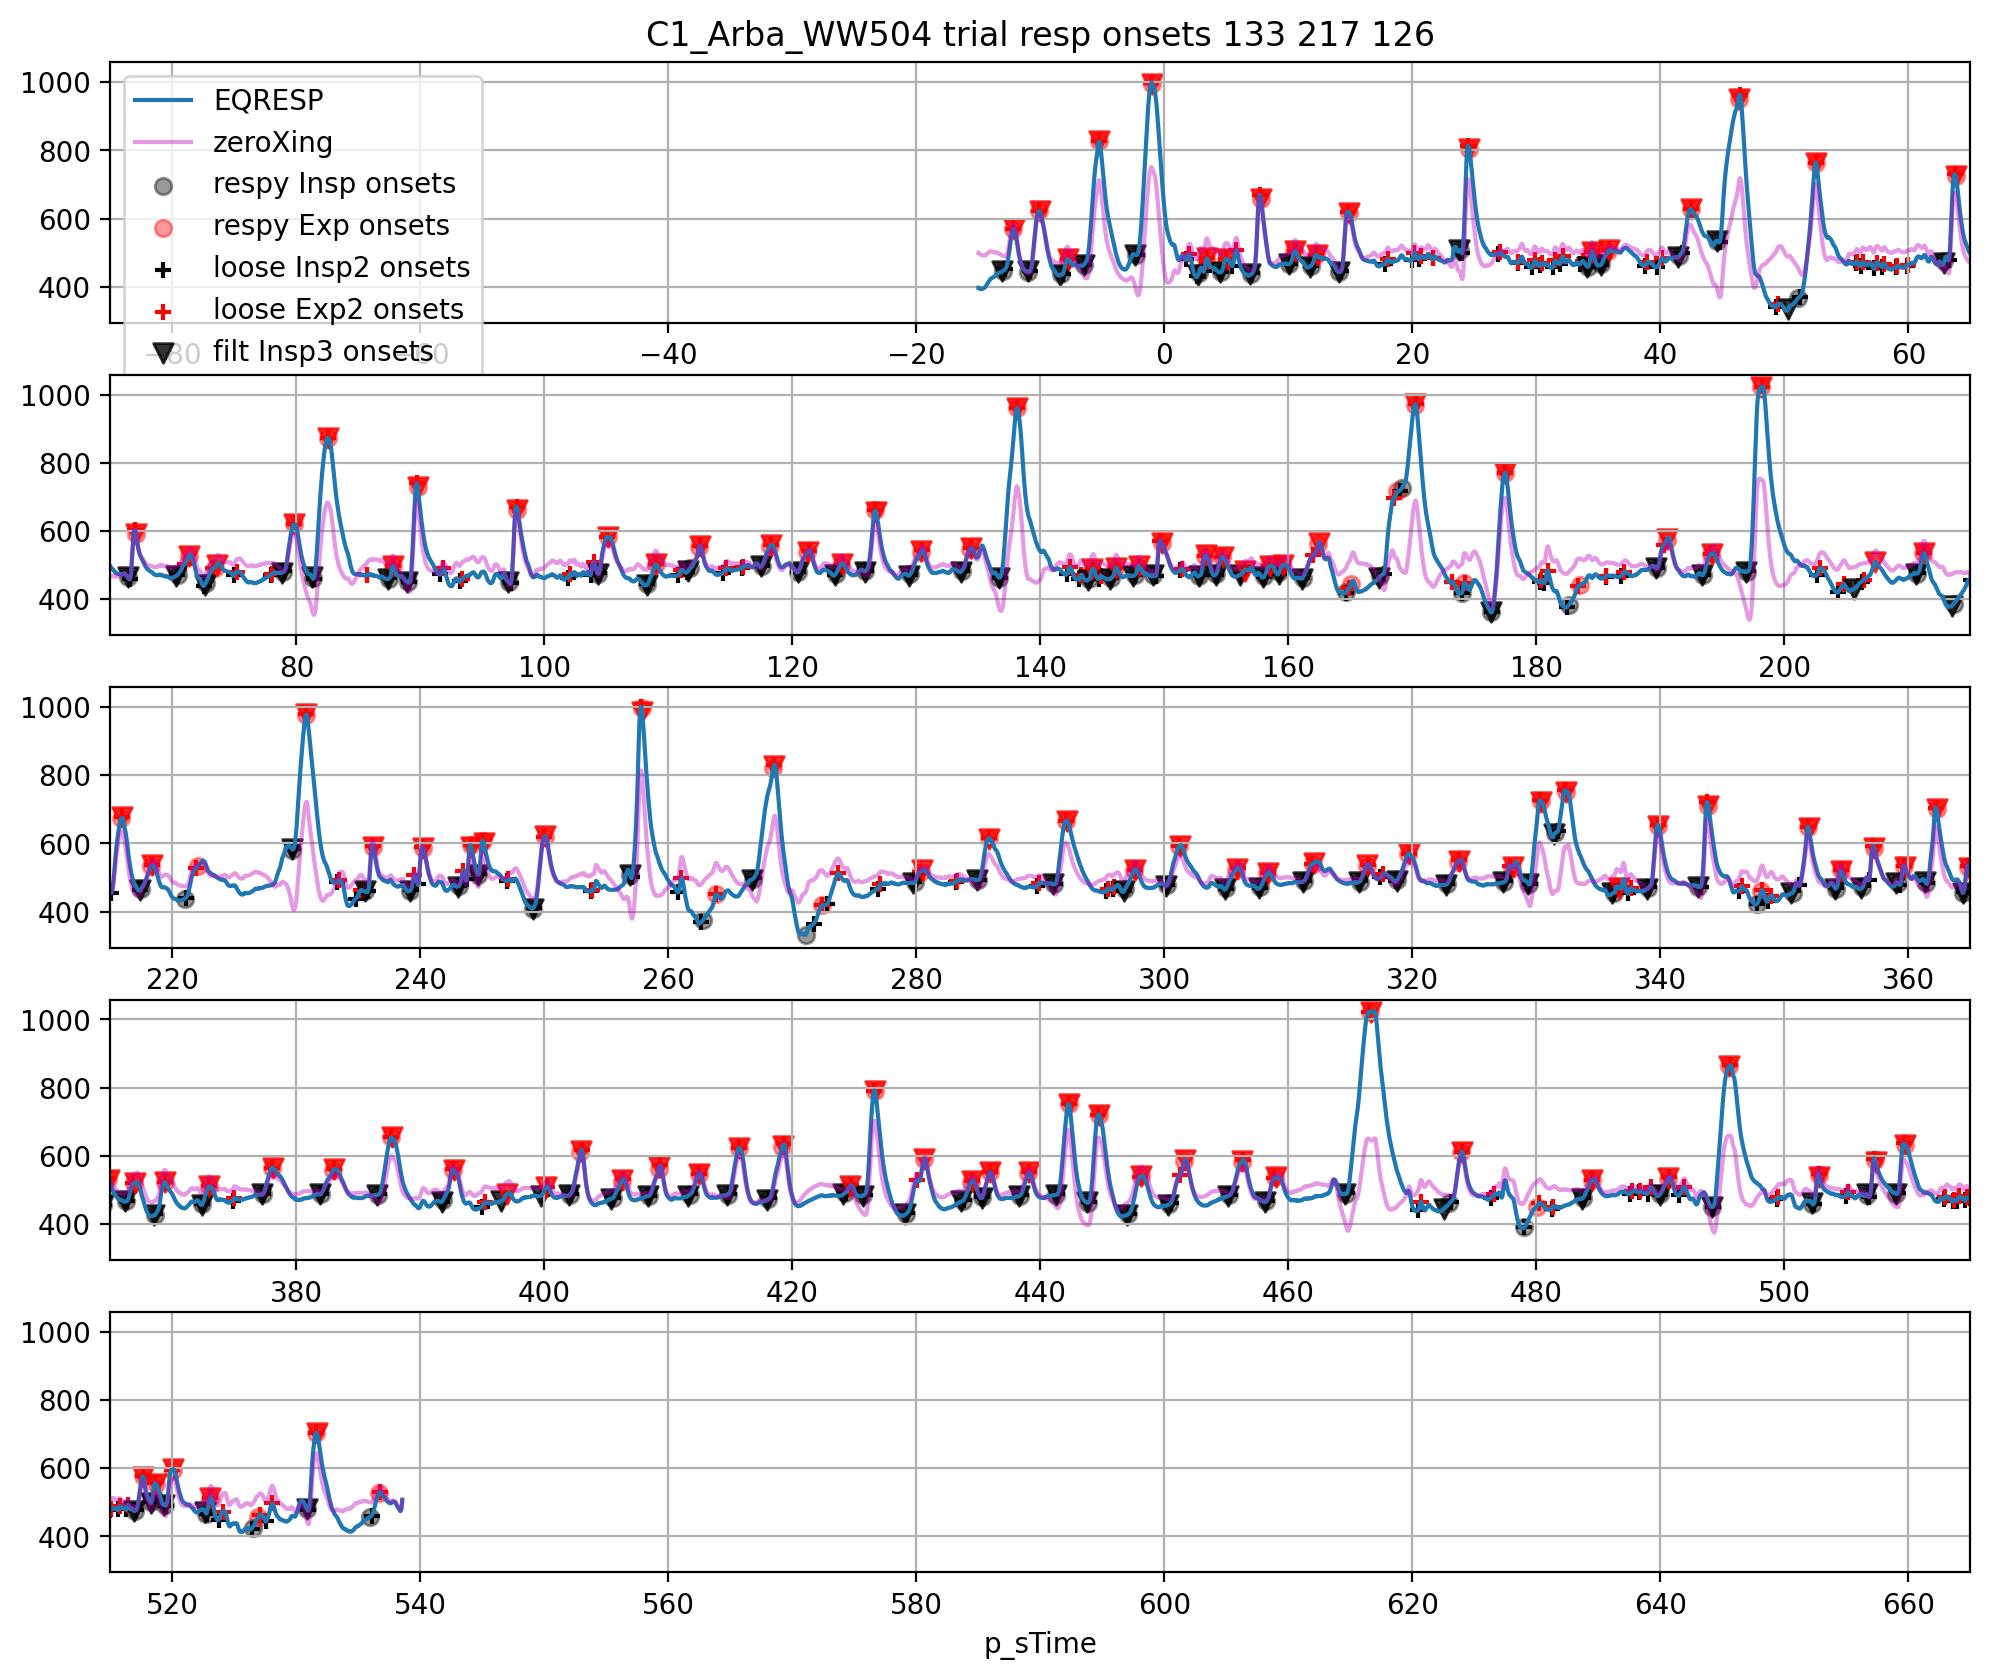 C1_Arba_WW504 trial resp onsets 133 217 126
1000
800
600
400
EQRESP
zeroXing
respy Insp onsets
respy Exp onsets
loose Insp2 onsets
loose Exp2 onsets
filt Insp3 onsets
−80 −60 −40 −20 0 20 40 60
1000
800
600
400
80 100 120 140 160 180 200
1000
800
600
400
220 240 260 280 300 320 340 360
1000
800
600
400
380 400 420 440 460 480 500
1000
800
600
400
520 540 560 580 600 620 640 660
p_sTime